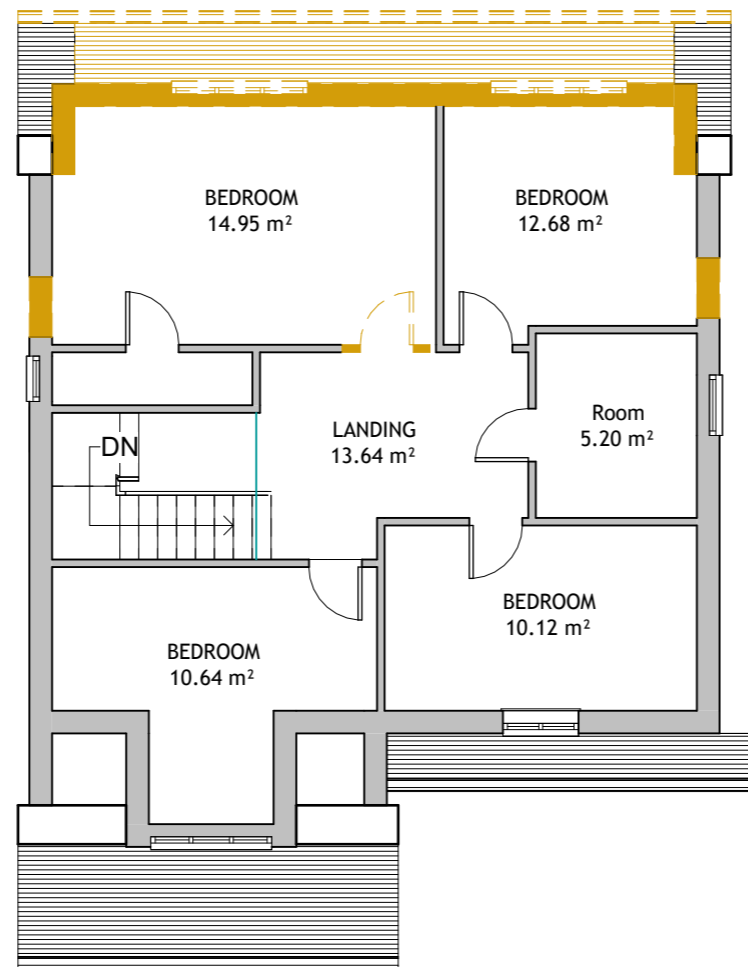 BEDROOM
14.95 m²
BEDROOM
12.68 m²
Room
5.20 m²
LANDING
13.64 m²
DN
BEDROOM
10.12 m²
BEDROOM
10.64 m²